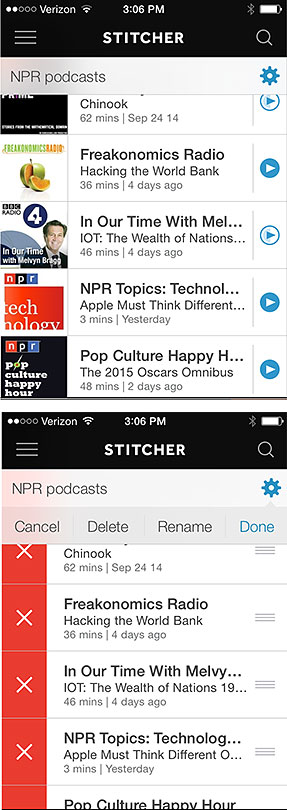 Verizon 3:06 PM
STITCHER
NPR podcasts
STORIES FROM THE MATHEMATICAL DOMAIN
Chinook
62 mins | Sep 24 14
FREAKONOMICS RADIO
Freakonomics Radio
Hacking the World Bank
36 mins | 4 days ago
BBC
RADIO
4
In Our Time
with Melvyn Bragg
In Our Time With Mel...
IOT: The Wealth of Nations...
46 mins | 4 days ago
npr
tech
nology
NPR Topics: Technol...
Apple Must Think Different...
3 mins | Yesterday
npr
pop
culture
happy
hour
Pop Culture Happy H...
The 2015 Oscars Omnibus
48 mins | 2 days ago
Verizon 3:06 PM
STITCHER
NPR podcasts
Cancel Delete Rename Done
Chinook
62 mins | Sep 24 14
Freakonomics Radio
Hacking the World Bank
36 mins | 4 days ago
In Our Time With Melvy...
IOT: The Wealth of Nations 19...
46 mins | 4 days ago
NPR Topics: Technolog...
Apple Must Think Different O...
3 mins | Yesterday
Pop Culture Happy Hour